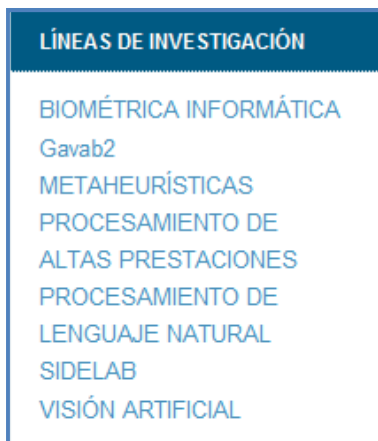 LÍNEAS DE INVESTIGACIÓN
BIOMÉTRICA INFORMÁTICA
Gavab2
METAHEURÍSTICAS
PROCESAMIENTO DE
ALTAS PRESTACIONES
PROCESAMIENTO DE
LENGUAJE NATURAL
SIDELAB
VISIÓN ARTIFICIAL